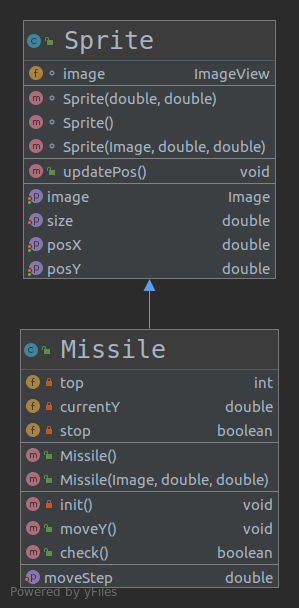 Sprite
image ImageView
Sprite(double, double)
Sprite()
Sprite(Image, double, double)
updatePos() void
image Image
size double
posX double
posY double
Missile
top int
currentY double
stop boolean
Missile()
Missile(Image, double, double)
init() void
moveY() void
check() boolean
moveStep double
Powered by yFiles